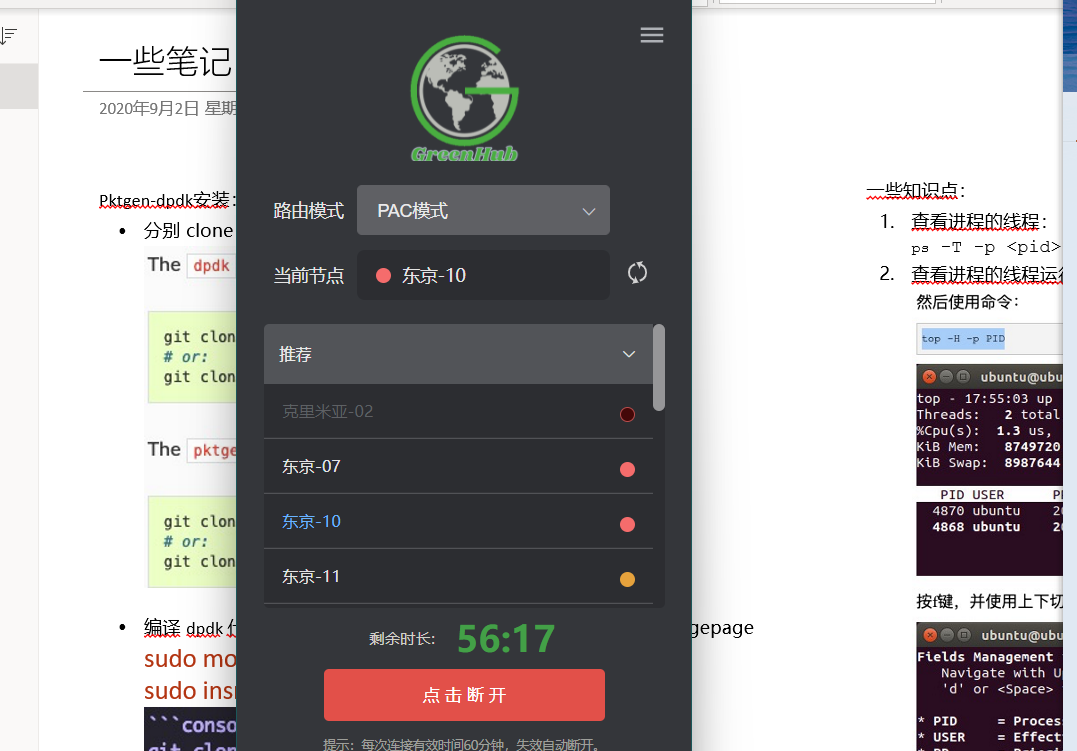 一些笔记
2020年9月2日 星期
Pktgen-dpdk安装：
• 分别 clone
The dpdk
git clon
# or:
git clon
The pktge
git clon
# or:
git clon
• 编译 dpdk
sudo mo
sudo insr
```conso
git clon
GreenHub
路由模式 PAC模式
当前节点 东京-10
推荐
克里米亚-02
东京-07
东京-10
东京-11
剩余时长： 56:17
点击断开
提示：每次连接有效时间60分钟，失效自动断开。
gepage
一些知识点：
1. 查看进程的线程：
ps -T -p <pid>
2. 查看进程的线程运行
然后使用命令：
top -H -p PID
ubuntu@ubu
top - 17:55:03 up
Threads: 2 total
%Cpu(s): 1.3 us,
KiB Mem: 8749720
KiB Swap: 8987644
PID USER
4870 ubuntu 20
4868 ubuntu 20
按f键，并使用上下切
ubuntu@ubu
Fields Management
Navigate with Up
'd' or <Space>
* PID = Proces
* USER = Effect